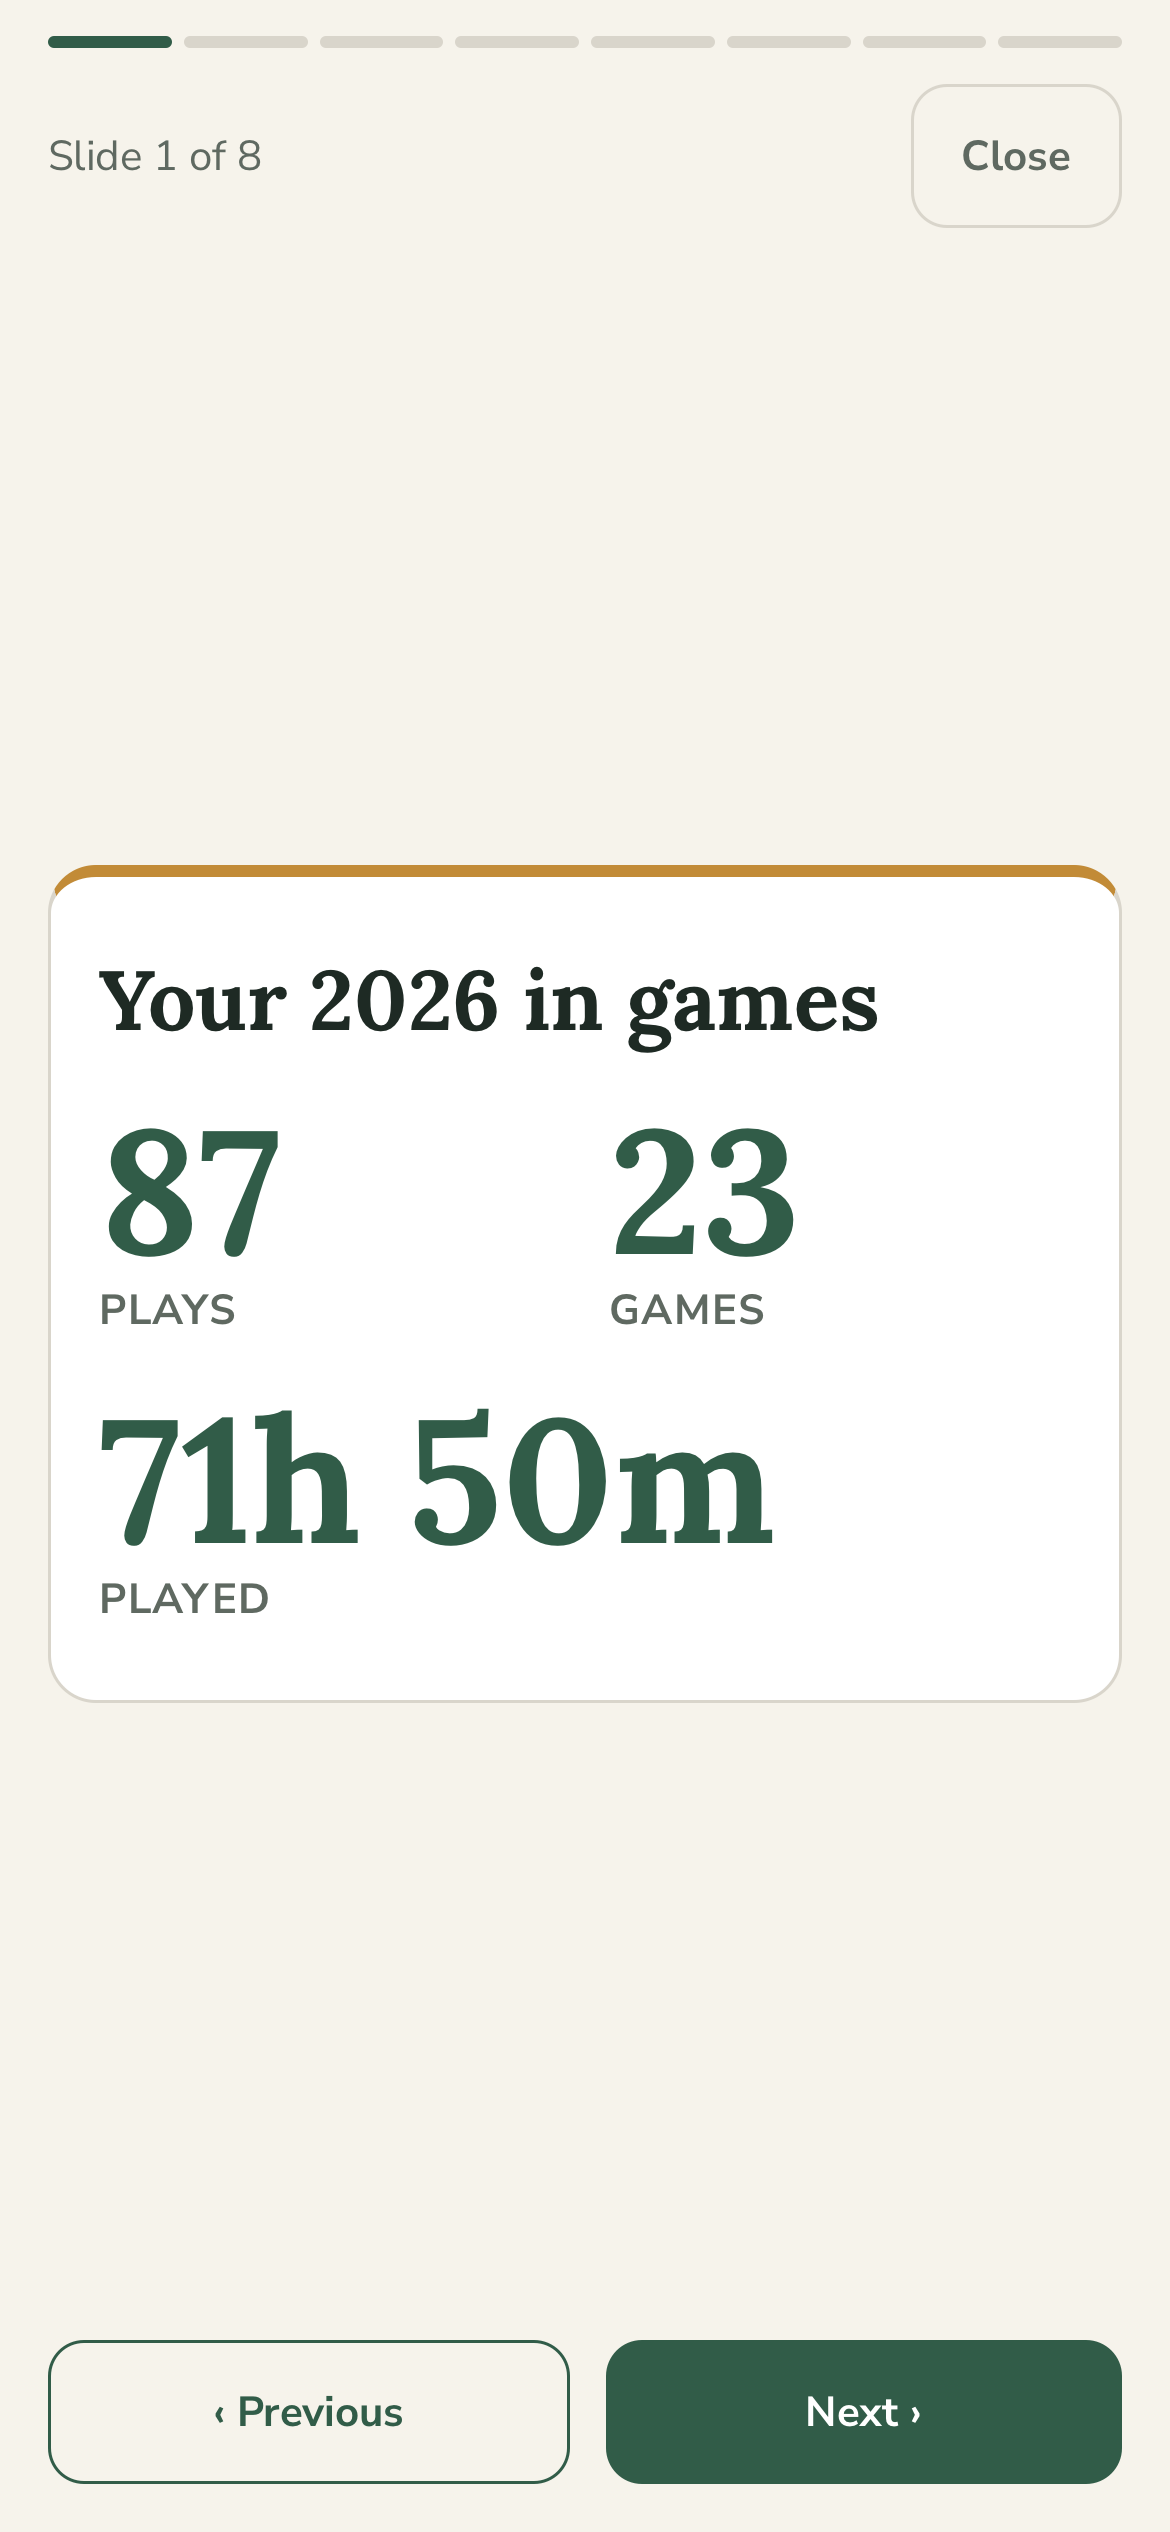 Slide 1 of 8
Close
Your 2026 in games
87
PLAYS
23
GAMES
71h 50m
PLAYED
‹ Previous
Next ›